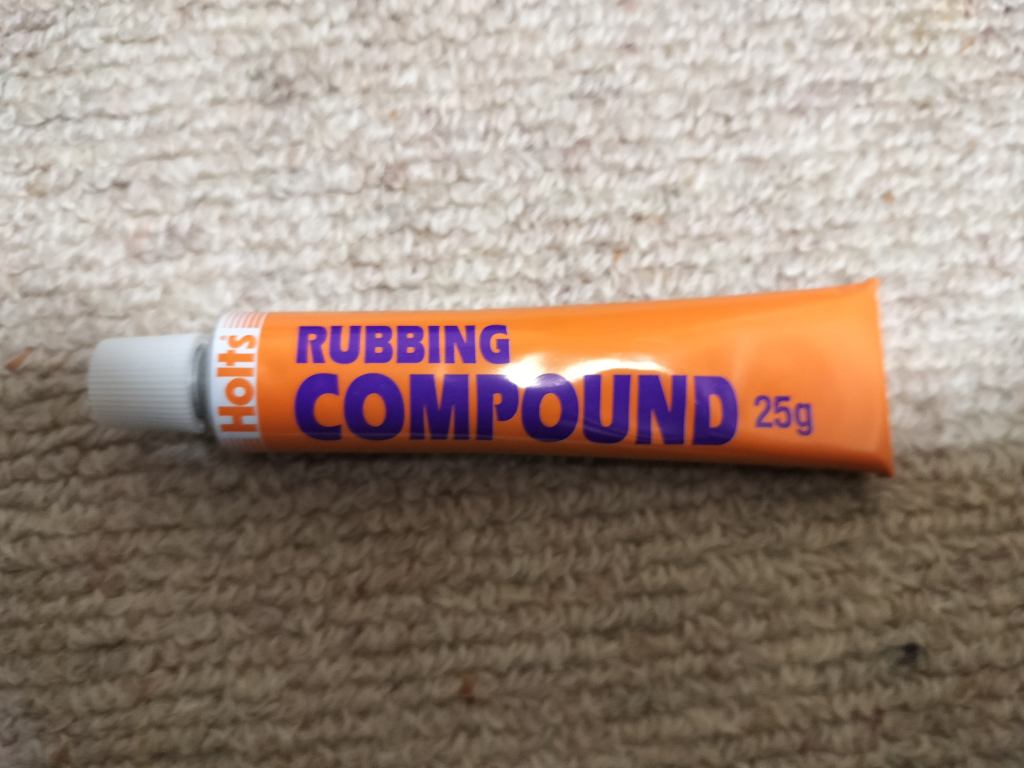 Holts
RUBBING
COMPOUND 25g